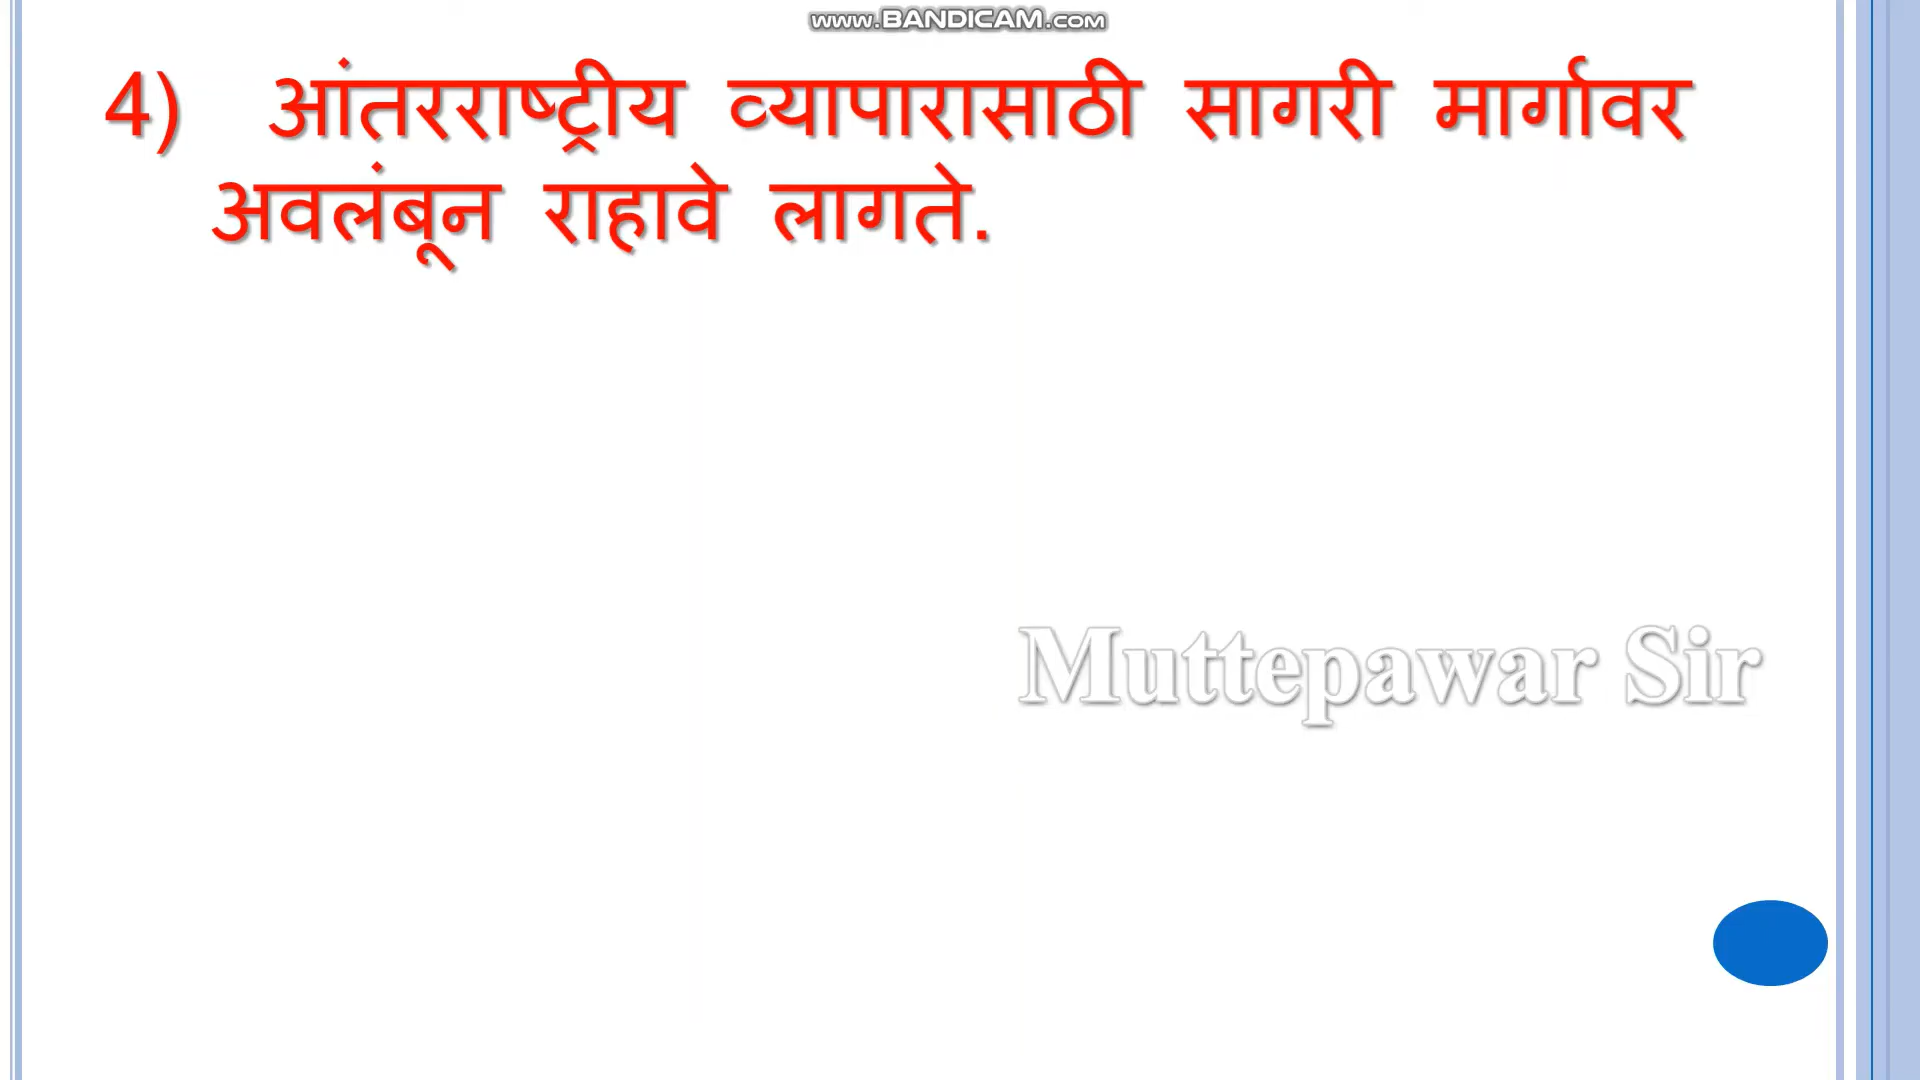 www.BANDICAM.com
4) आंतरराष्ट्रीय व्यापारासाठी सागरी मार्गावर
अवलंबून राहावे लागते.
Muttepawar Sir